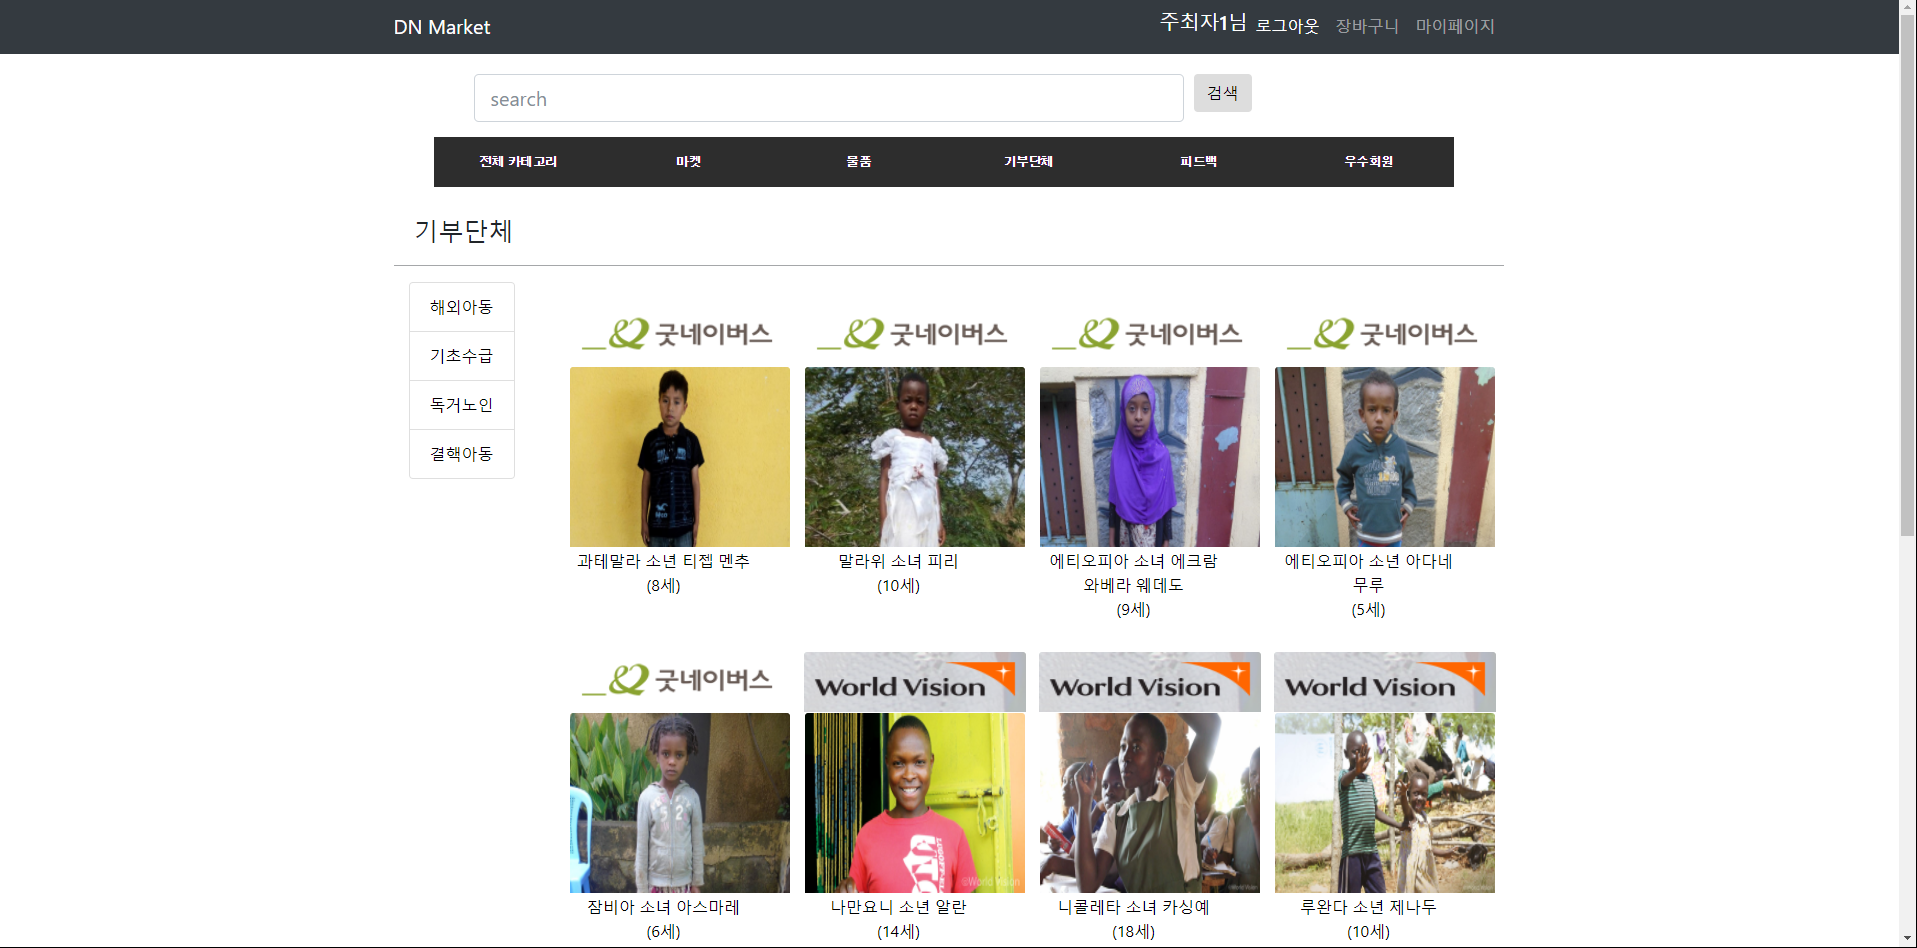 DN Market
주최자1님 로그아웃 장바구니 마이페이지
search 검색
전체 카테고리 마켓 물품 기부단체 피드백 우수회원
기부단체
해외아동
기초수급
독거노인
결핵아동
굿네이버스 굿네이버스 굿네이버스 굿네이버스
과테말라 소년 티젭 멘추
(8세)
말라위 소녀 피리
(10세)
에티오피아 소녀 에크람
와베라 웨데도
(9세)
에티오피아 소년 아다네
무루
(5세)
굿네이버스 World Vision World Vision World Vision
©World Vision
잠비아 소녀 아스마레
(6세)
나만요니 소년 알란
(14세)
니콜레타 소녀 카싱예
(18세)
루완다 소년 제나두
(10세)